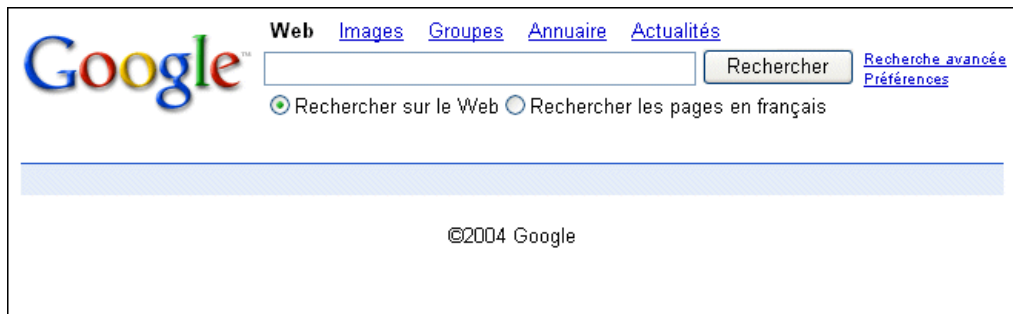 Google™
Web Images Groupes Annuaire Actualités
Rechercher
Recherche avancée
Préférences
Rechercher sur le Web Rechercher les pages en français
©2004 Google